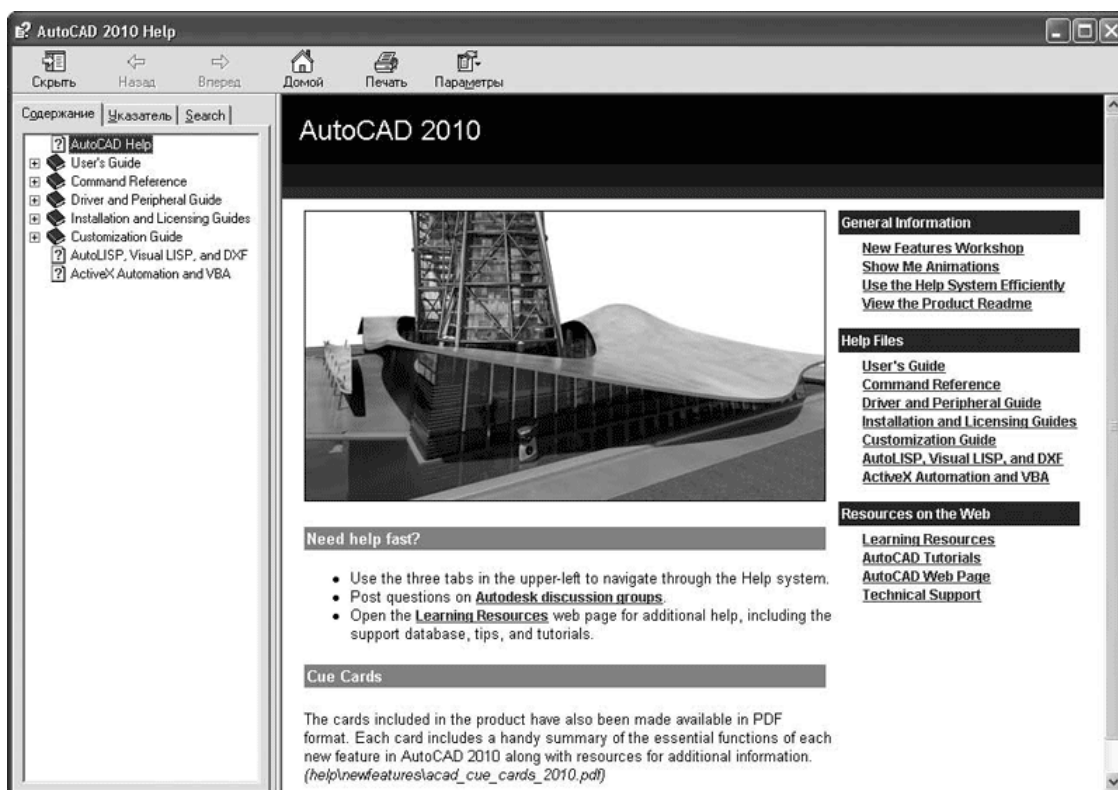 AutoCAD 2010 Help
Скрыть Назад Вперед Домой Печать Параметры
Содержание Указатель Search
AutoCAD Help
User's Guide
Command Reference
Driver and Peripheral Guide
Installation and Licensing Guides
Customization Guide
AutoLISP, Visual LISP, and DXF
ActiveX Automation and VBA
AutoCAD 2010
Need help fast?
Use the three tabs in the upper-left to navigate through the Help system.
Post questions on Autodesk discussion groups.
Open the Learning Resources web page for additional help, including the
support database, tips, and tutorials.
Cue Cards
The cards included in the product have also been made available in PDF
format. Each card includes a handy summary of the essential functions of each
new feature in AutoCAD 2010 along with resources for additional information.
(help\newfeatures\acad_cue_cards_2010.pdf)
General Information
New Features Workshop
Show Me Animations
Use the Help System Efficiently
View the Product Readme
Help Files
User's Guide
Command Reference
Driver and Peripheral Guide
Installation and Licensing Guides
Customization Guide
AutoLISP, Visual LISP, and DXF
ActiveX Automation and VBA
Resources on the Web
Learning Resources
AutoCAD Tutorials
AutoCAD Web Page
Technical Support